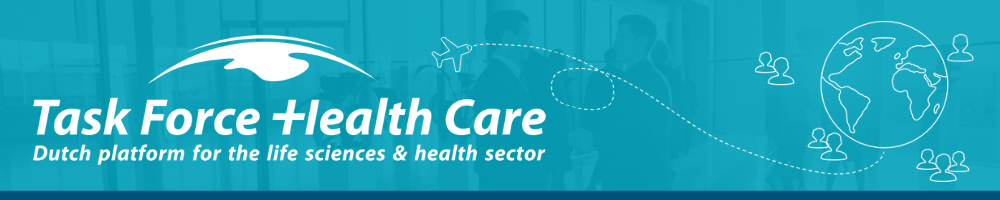 Task Force Health Care
Dutch platform for the life sciences & health sector